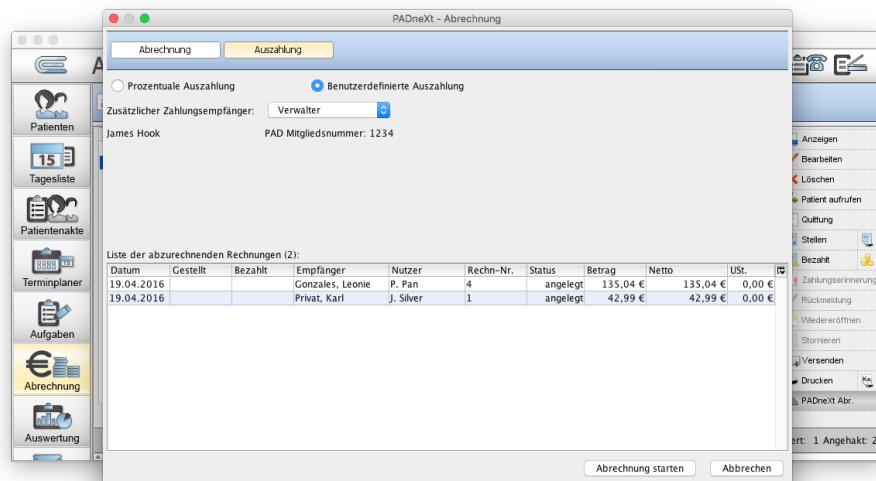 PADneXt - Abrechnung
Abrechnung
Auszahlung
Prozentuale Auszahlung
Benutzerdefinierte Auszahlung
Zusätzlicher Zahlungsempfänger:
Verwalter
James Hook
PAD Mitgliedsnummer: 1234
Liste der abzurechnenden Rechnungen (2):
Datum Gestellt Bezahlt Empfänger Nutzer Rechn-Nr. Status Betrag Netto USt.
19.04.2016 Gonzales, Leonie P. Pan 4 angelegt 135,04 € 135,04 € 0,00 €
19.04.2016 Privat, Karl J. Silver 1 angelegt 42,99 € 42,99 € 0,00 €
Abrechnung starten
Abbrechen
Patienten
15
Tagesliste
Patientenakte
Terminplaner
Aufgaben
Abrechnung
Auswertung
Anzeigen
Bearbeiten
Löschen
Patient aufrufen
Quittung
Stellen
Bezahlt
Zahlungserinnerung
Rückmeldung
Wiedereröffnen
Stornieren
Versenden
Drucken
PADneXt Abr.
ert: 1 Angehakt: 2